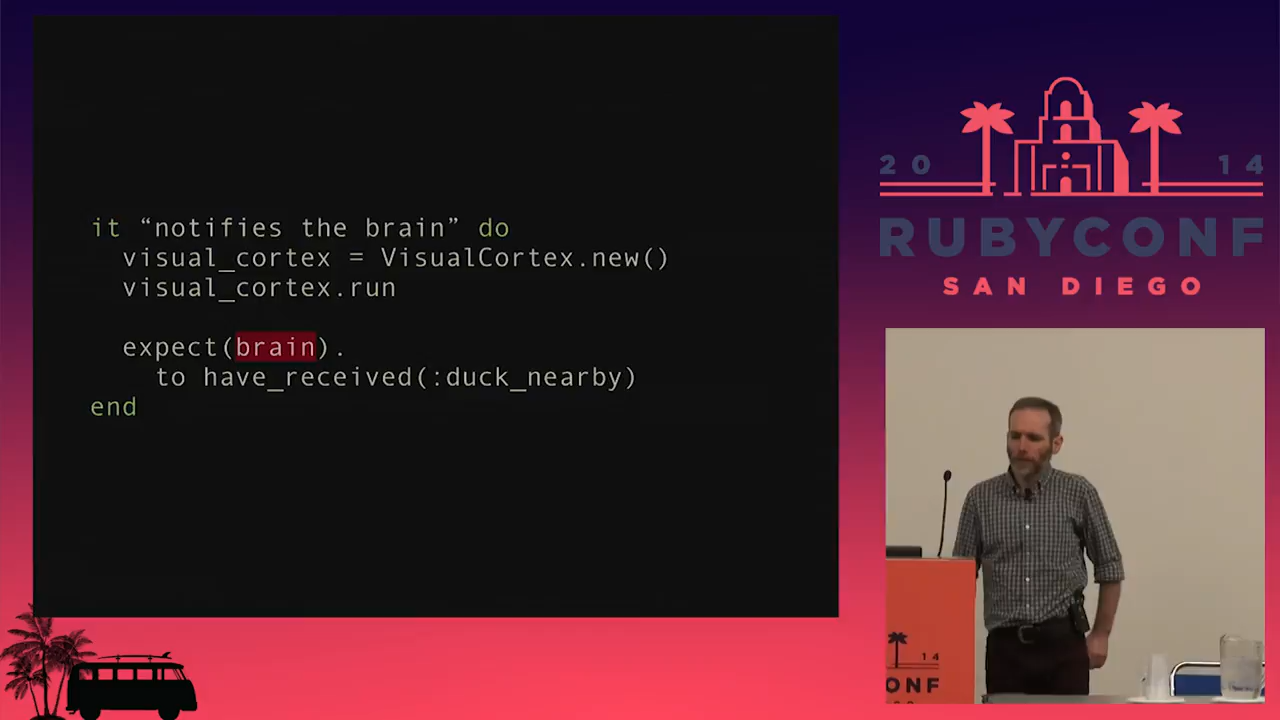 it “notifies the brain” do
visual_cortex = VisualCortex.new()
visual_cortex.run
expect(brain).
to have_received(:duck_nearby)
end
20 14
RUBYCONF
SAN DIEGO
14
CONF